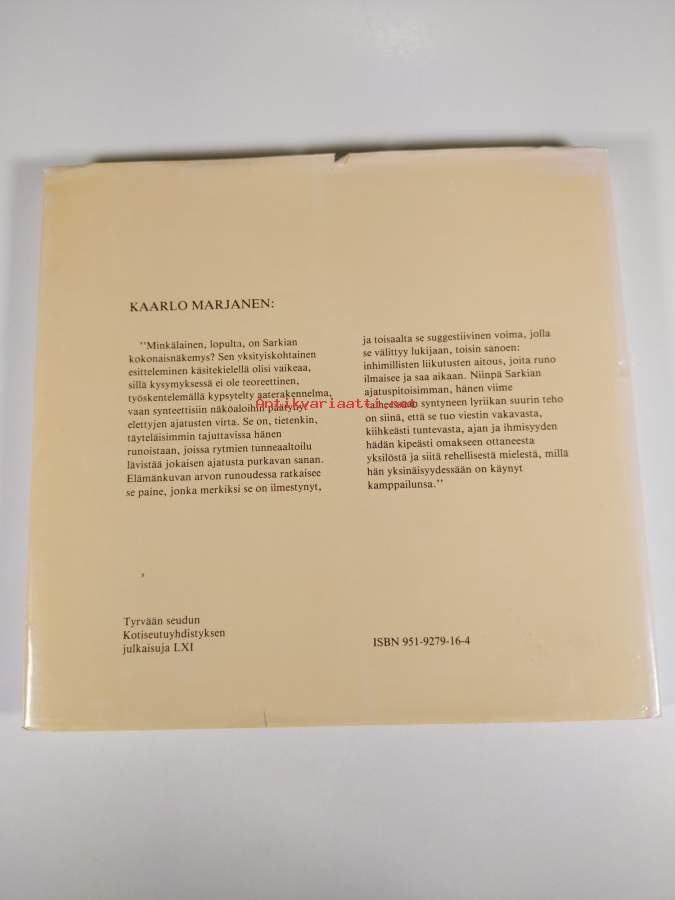 KAARLO MARJANEN:
"Minkälainen, lopulta, on Sarkian
kokonaisnäkemys? Sen yksityiskohtainen
esitteleminen käsitekielellä olisi vaikeaa,
sillä kysymyksessä ei ole teoreettinen,
työskentelemällä kypsytelty aaterakennelma,
vaan synteettisiin näköaloihin päätynyt
elettyjen ajatusten virta. Se on, tietenkin,
täyteläisimmin tajuttavissa hänen
runoistaan, joissa rytmien tunneaaltoilu
lävistää jokaisen ajatusta purkavan sanan.
Elämänkuvan arvon runoudessa ratkaisee
se paine, jonka merkiksi se on ilmestynyt,
ja toisaalta se suggestiivinen voima, jolla
se välittyy lukijaan, toisin sanoen:
inhimillisten liikutusten aitous, joita runo
ilmaisee ja saa aikaan. Niinpä Sarkian
ajatuspitoisimman, hänen viime
vaiheessaan syntyneen lyriikan suurin teho
on siinä, että se tuo viestin vakavasta,
kiihkeästi tuntevasta, ajan ja ihmisyyden
hädän kipeästi omakseen ottaneesta
yksilöstä ja siitä rehellisestä mielestä, millä
hän yksinäisyydessään on käynyt
kamppailunsa."
Antikvariaatti.net
Tyrvään seudun
Kotiseutuyhdistyksen
julkaisuja LXI
ISBN 951-9279-16-4